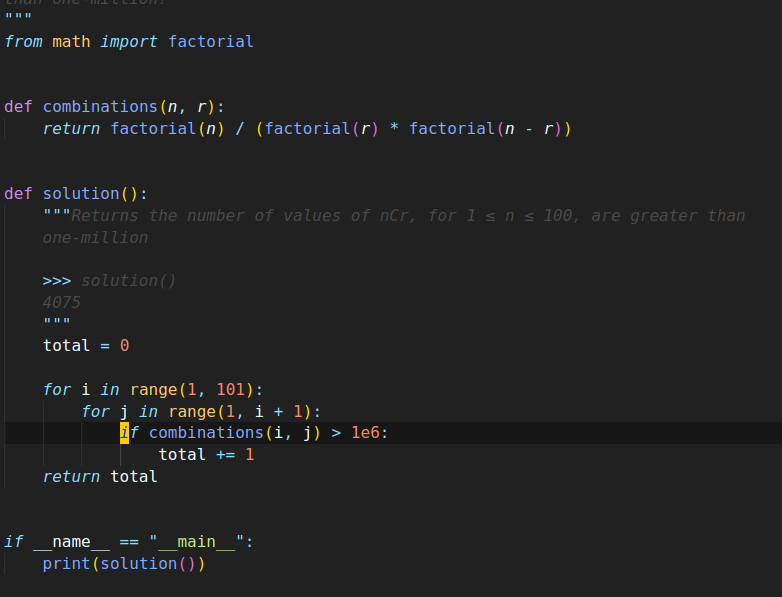 than one-million?
"""
from math import factorial
def combinations(n, r):
    return factorial(n) / (factorial(r) * factorial(n - r))
def solution():
    """Returns the number of values of nCr, for 1 ≤ n ≤ 100, are greater than
    one-million
    >>> solution()
    4075
    """
    total = 0
    for i in range(1, 101):
        for j in range(1, i + 1):
            if combinations(i, j) > 1e6:
                total += 1
    return total
if __name__ == "__main__":
    print(solution())